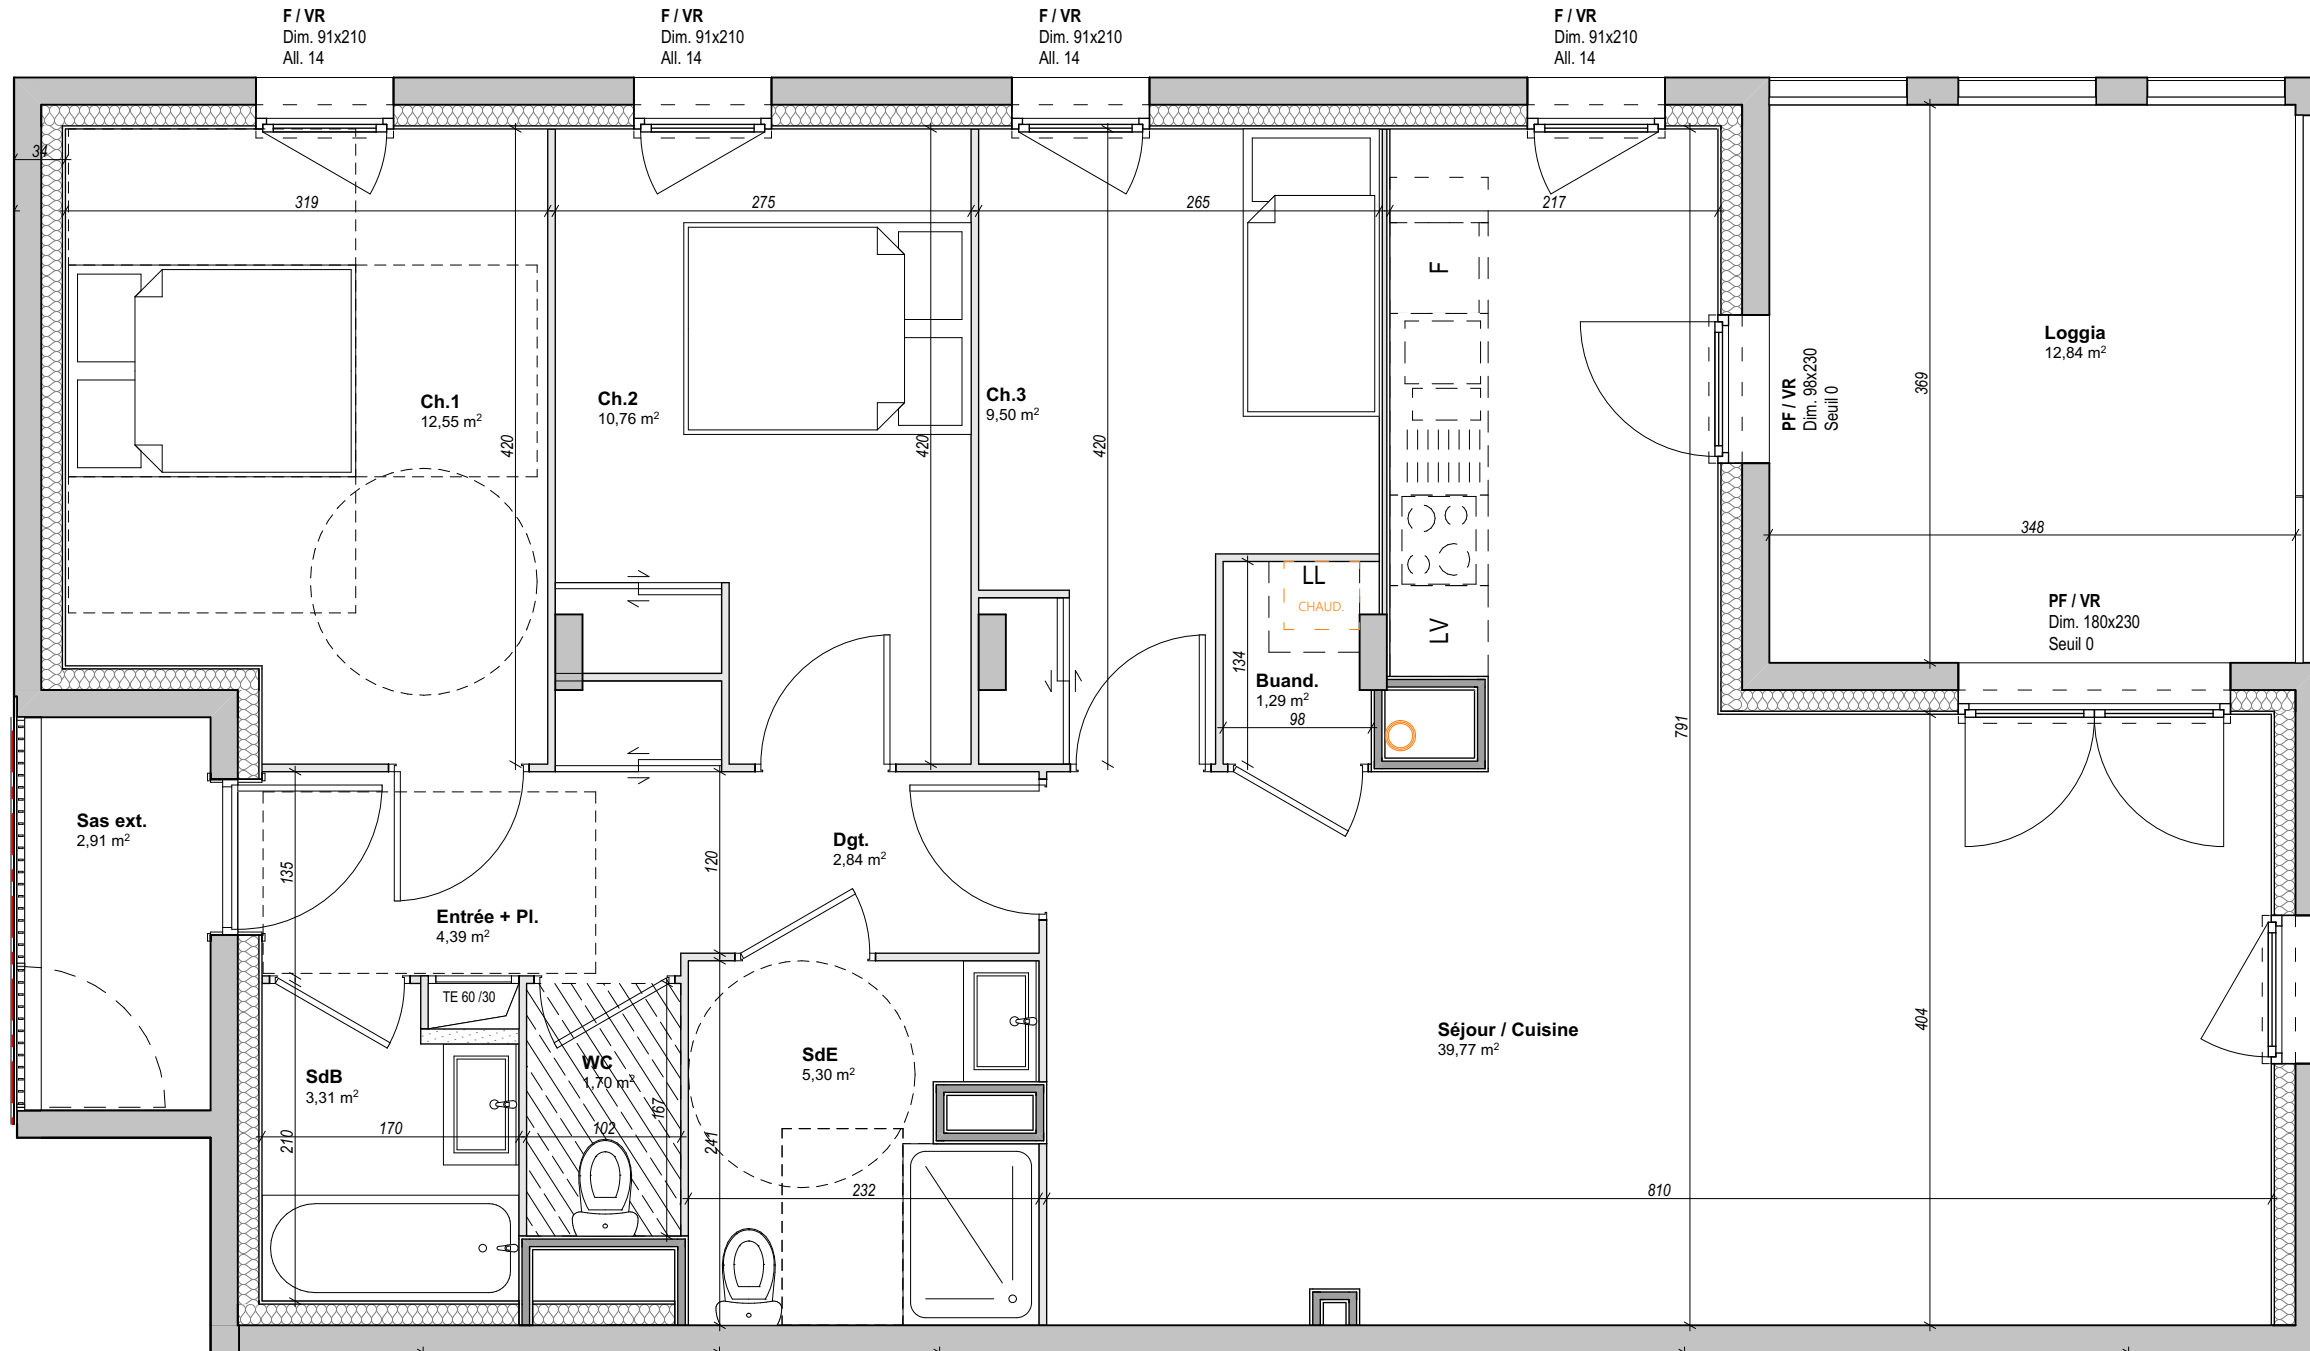 F / VR
Dim. 91x210
All. 14
F / VR
Dim. 91x210
All. 14
F / VR
Dim. 91x210
All. 14
F / VR
Dim. 91x210
All. 14
34
319
275
265
217
F
Loggia
12,84 m²
PF / VR
Dim. 98x230
Seuil 0
369
Ch.1
12,55 m²
Ch.2
10,76 m²
Ch.3
9,50 m²
420
420
420
348
LL
CHAUD.
LV
PF / VR
Dim. 180x230
Seuil 0
134
Buand.
1,29 m²
98
791
Sas ext.
2,91 m²
135
120
Dgt.
2,84 m²
Entrée + Pl.
4,39 m²
TE 60 /30
Séjour / Cuisine
39,77 m²
404
SdB
3,31 m²
WC
1,70 m²
SdE
5,30 m²
167
170
102
210
241
232
810